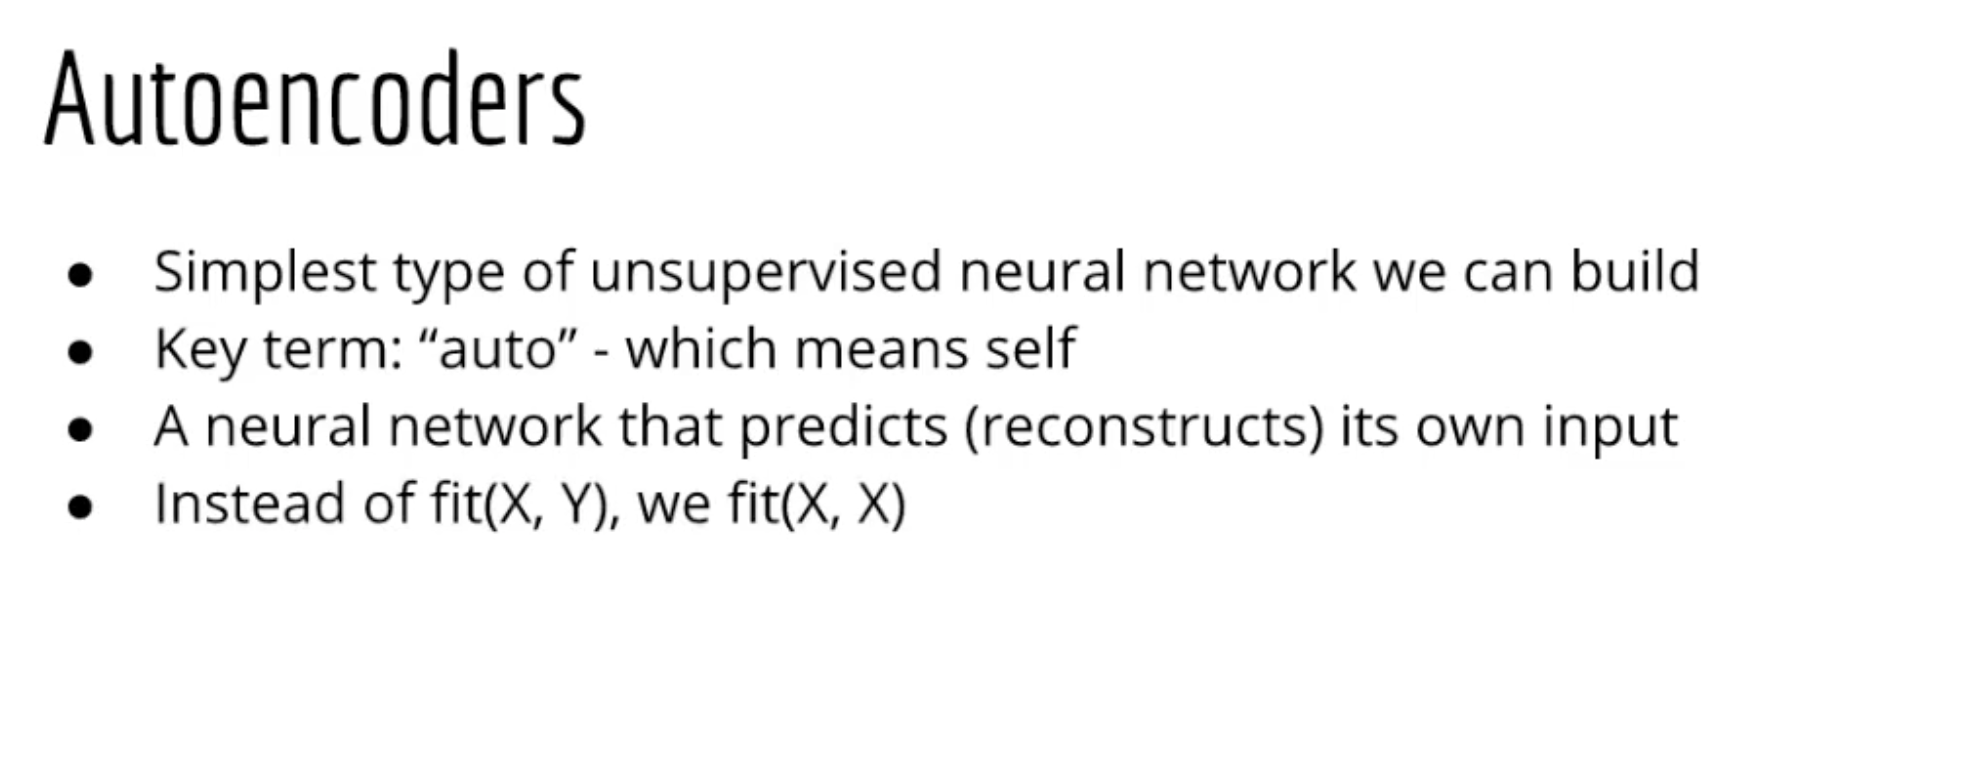 Autoencoders
● Simplest type of unsupervised neural network we can build
● Key term: “auto” - which means self
● A neural network that predicts (reconstructs) its own input
● Instead of fit(X, Y), we fit(X, X)